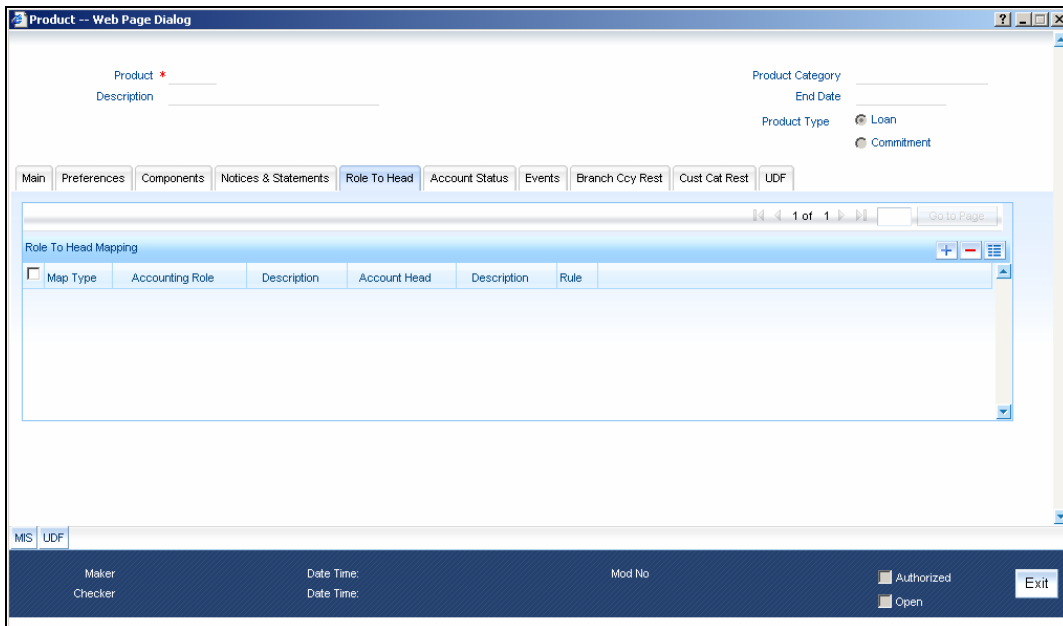 Product -- Web Page Dialog
Product *
Product Category
Description
End Date
Product Type Loan
Commitment
Main Preferences Components Notices & Statements Role To Head Account Status Events Branch Ccy Rest Cust Cat Rest UDF
1 of 1 Go to Page
Role To Head Mapping
Map Type Accounting Role Description Account Head Description Rule
MIS UDF
Maker Date Time: Mod No Authorized
Checker Date Time: Open
Exit